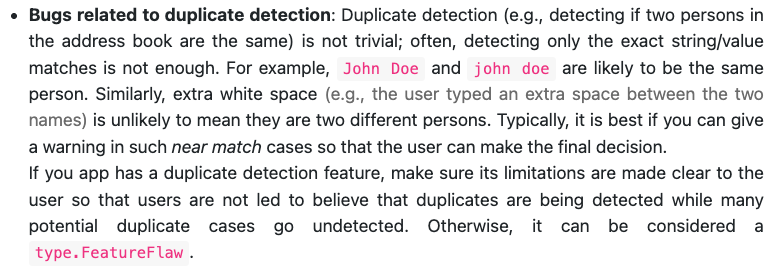 • Bugs related to duplicate detection: Duplicate detection (e.g., detecting if two persons in
the address book are the same) is not trivial; often, detecting only the exact string/value
matches is not enough. For example, John Doe and john doe are likely to be the same
person. Similarly, extra white space (e.g., the user typed an extra space between the two
names) is unlikely to mean they are two different persons. Typically, it is best if you can give
a warning in such near match cases so that the user can make the final decision.
If you app has a duplicate detection feature, make sure its limitations are made clear to the
user so that users are not led to believe that duplicates are being detected while many
potential duplicate cases go undetected. Otherwise, it can be considered a
type.FeatureFlaw.